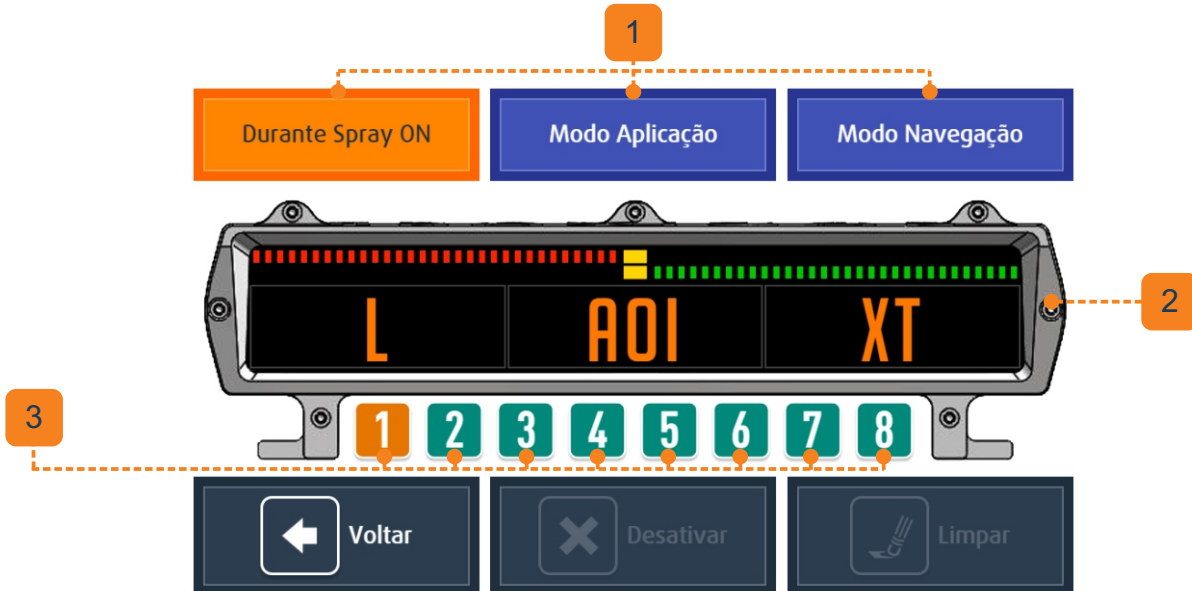 1
Durante Spray ON
Modo Aplicação
Modo Navegação
L
AOI
XT
2
3
1 2 3 4 5 6 7 8
Voltar
Desativar
Limpar